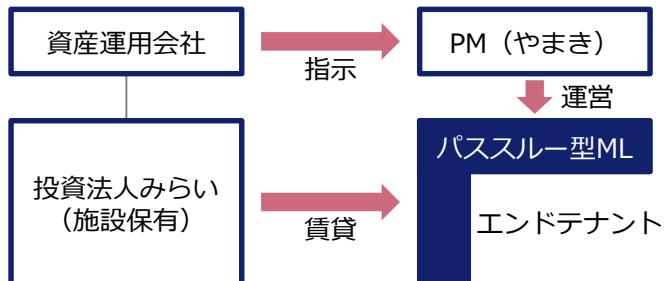 資産運用会社
指示
PM（やまき）
運営
投資法人みらい
（施設保有）
賃貸
パススルー型ML
エンドテナント